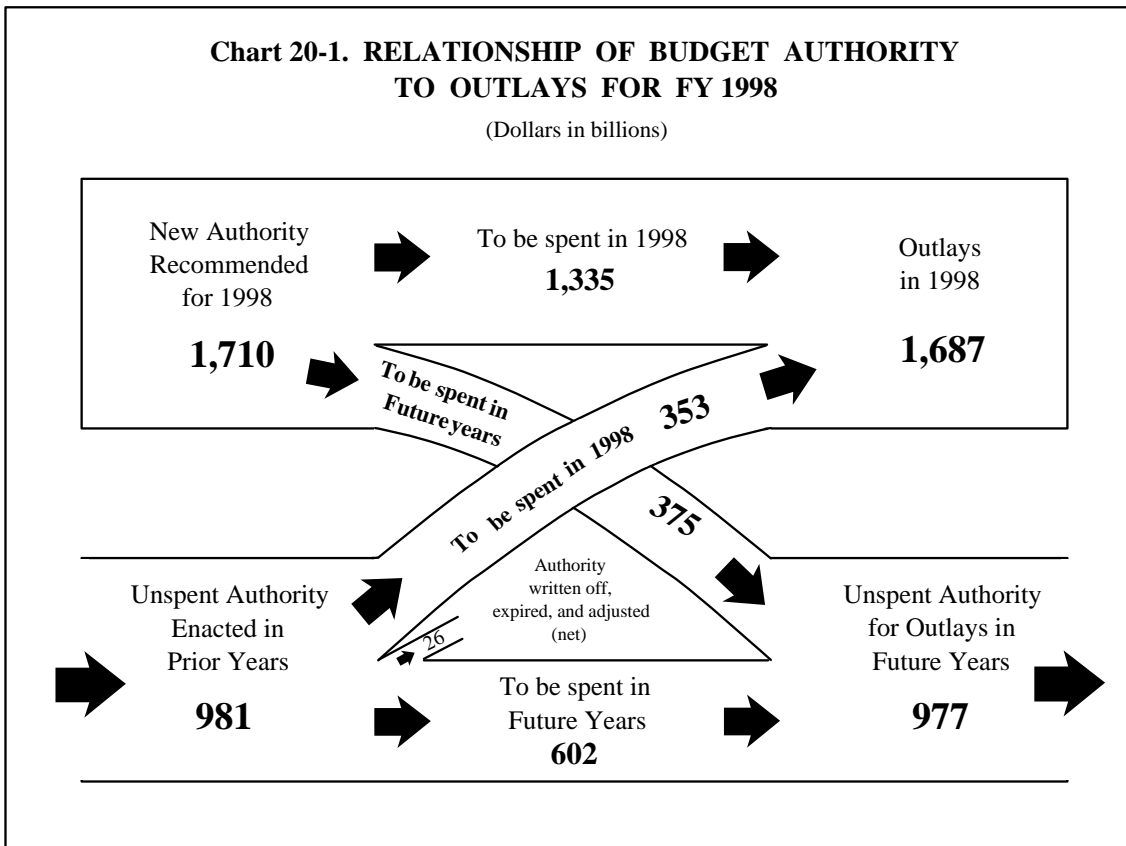 Chart 20-1. RELATIONSHIP OF BUDGET AUTHORITY
TO OUTLAYS FOR FY 1998
(Dollars in billions)
New Authority
Recommended
for 1998
1,710
To be spent in 1998
1,335
Outlays
in 1998
1,687
To be spent in
Future years
375
To be spent in 1998 353
Authority
written off,
expired, and adjusted
(net)
26
Unspent Authority
Enacted in
Prior Years
981
To be spent in
Future Years
602
Unspent Authority
for Outlays in
Future Years
977